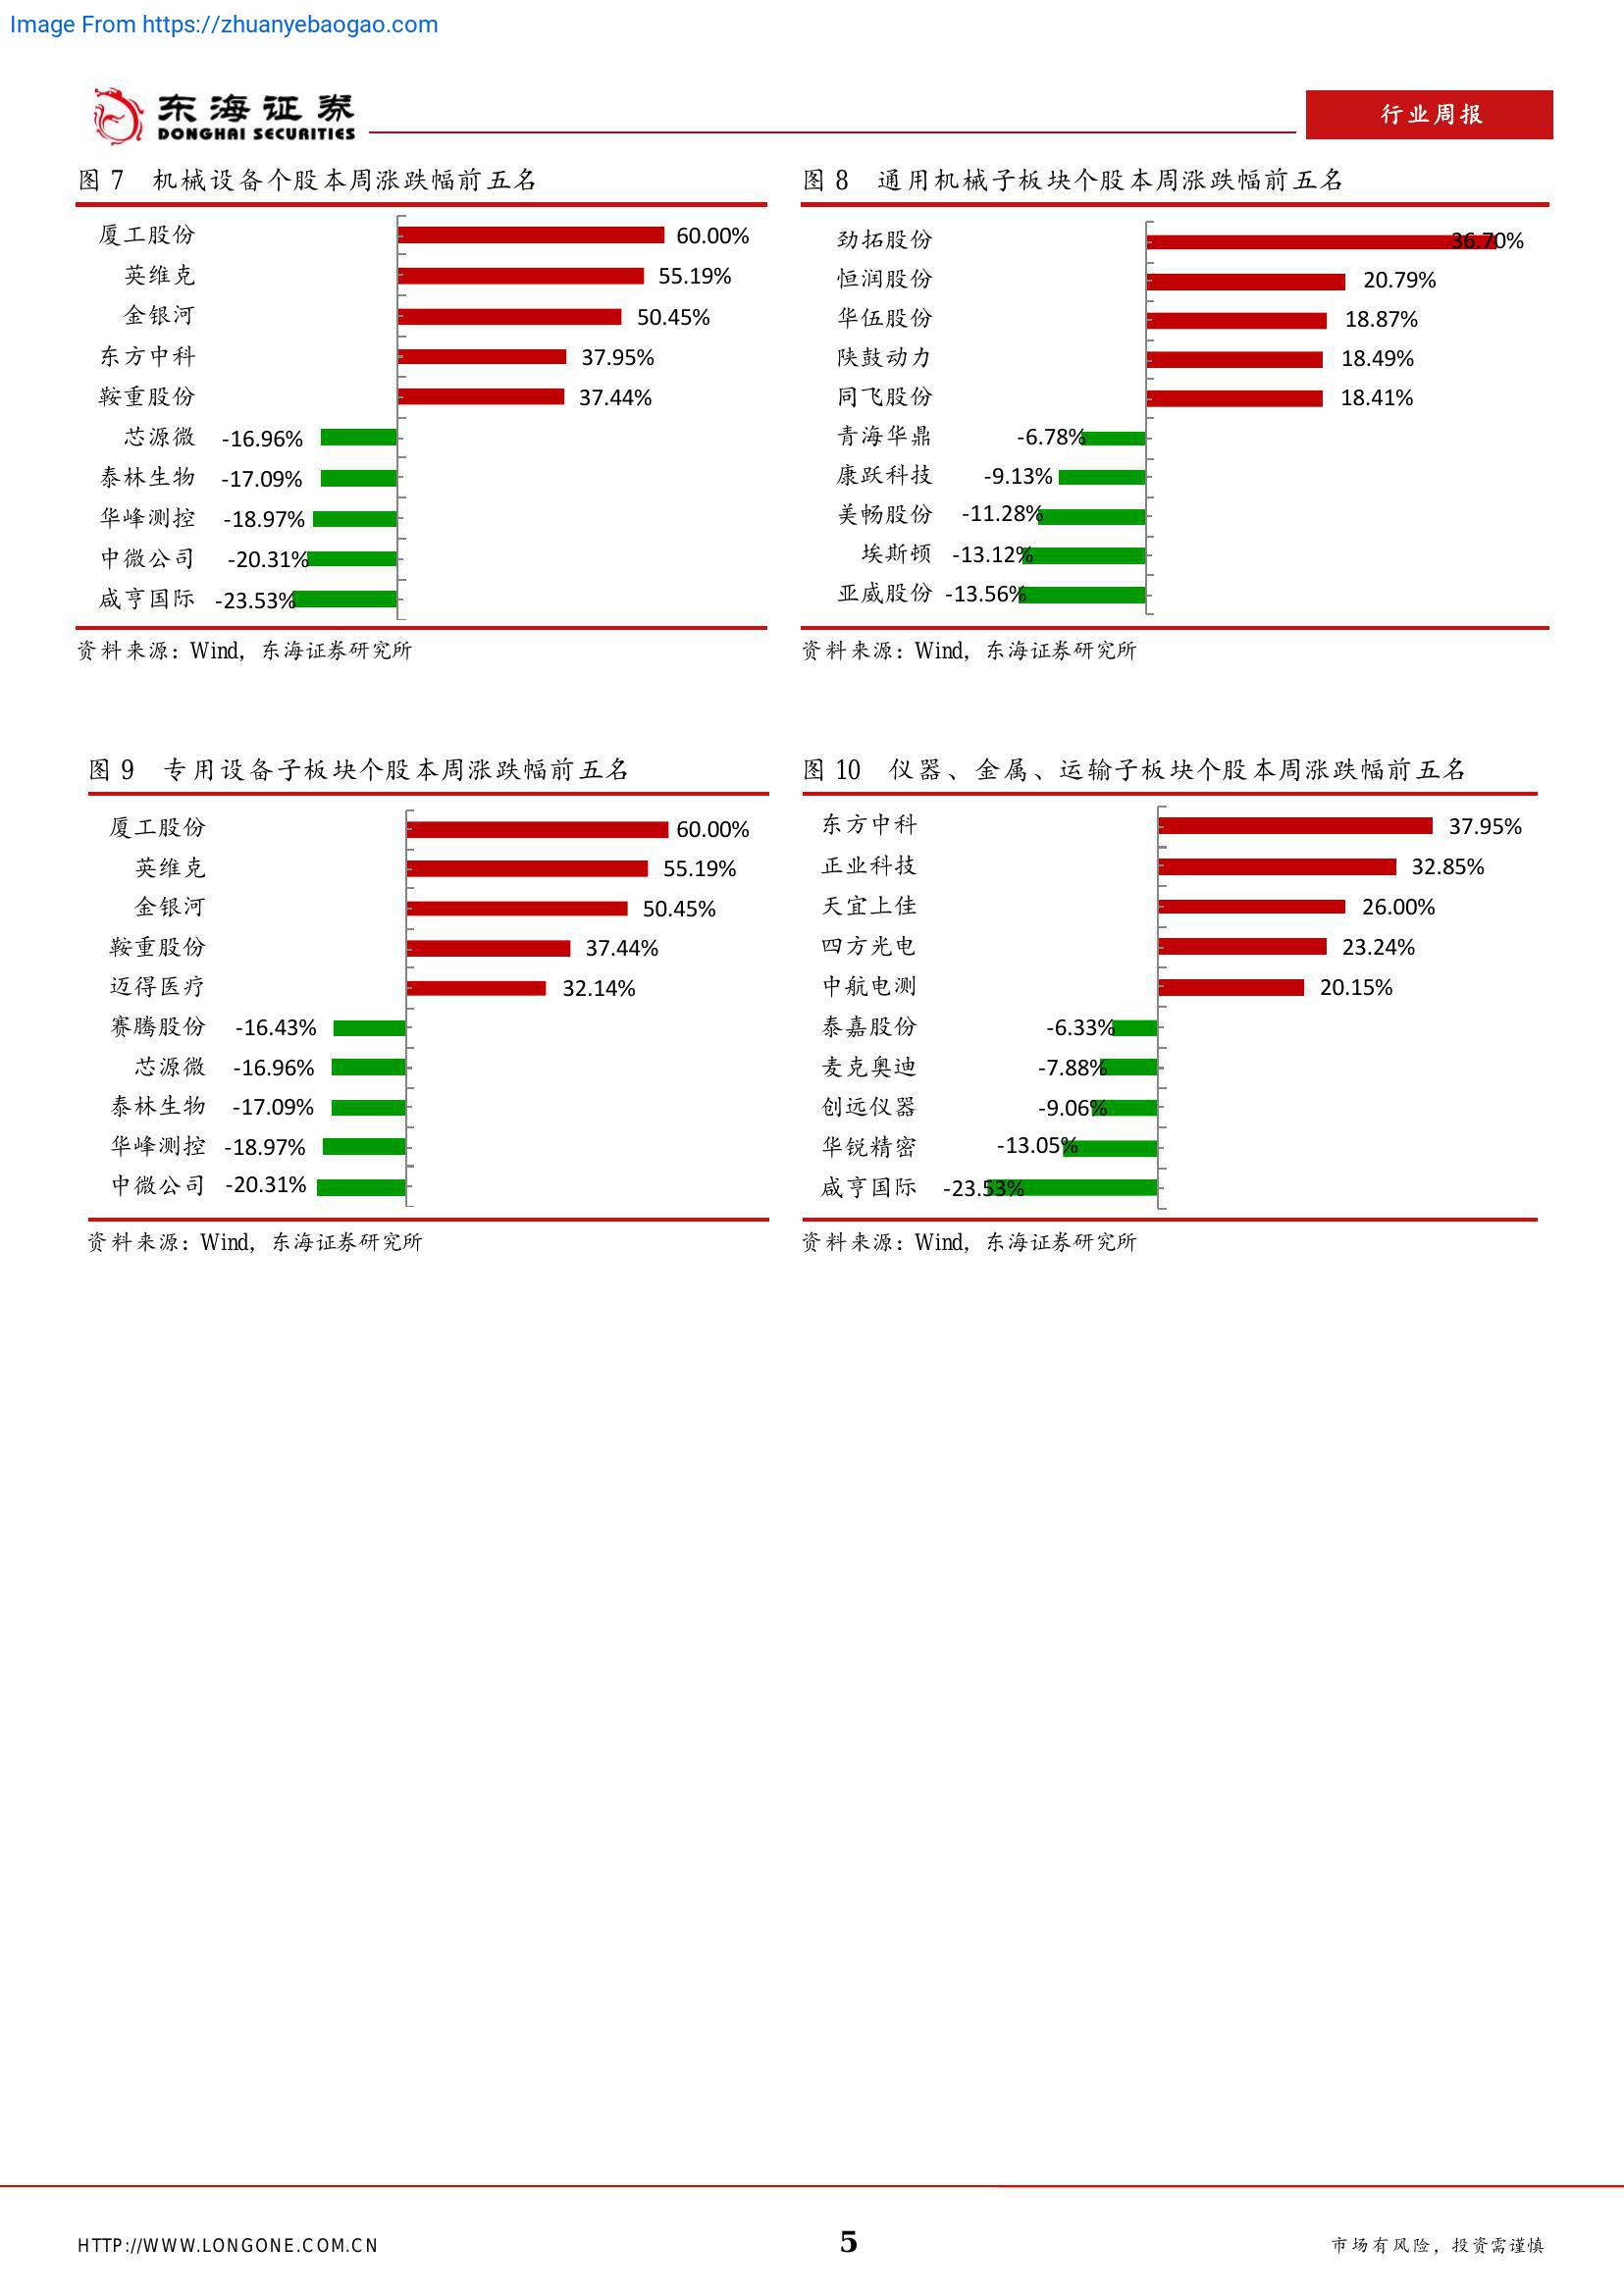 Image From https://zhuanyebaogao.com
东海证券
DONGHAI SECURITIES
行业周报
图 7 机械设备个股本周涨跌幅前五名
厦工股份 60.00%
英维克 55.19%
金银河 50.45%
东方中科 37.95%
鞍重股份 37.44%
芯源微 -16.96%
泰林生物 -17.09%
华峰测控 -18.97%
中微公司 -20.31%
咸亨国际 -23.53%
资料来源：Wind，东海证券研究所
图 8 通用机械子板块个股本周涨跌幅前五名
劲拓股份 36.70%
恒润股份 20.79%
华伍股份 18.87%
陕鼓动力 18.49%
同飞股份 18.41%
青海华鼎 -6.78%
康跃科技 -9.13%
美畅股份 -11.28%
埃斯顿 -13.12%
亚威股份 -13.56%
资料来源：Wind，东海证券研究所
图 9 专用设备子板块个股本周涨跌幅前五名
厦工股份 60.00%
英维克 55.19%
金银河 50.45%
鞍重股份 37.44%
迈得医疗 32.14%
赛腾股份 -16.43%
芯源微 -16.96%
泰林生物 -17.09%
华峰测控 -18.97%
中微公司 -20.31%
资料来源：Wind，东海证券研究所
图 10 仪器、金属、运输子板块个股本周涨跌幅前五名
东方中科 37.95%
正业科技 32.85%
天宜上佳 26.00%
四方光电 23.24%
中航电测 20.15%
泰嘉股份 -6.33%
麦克奥迪 -7.88%
创远仪器 -9.06%
华锐精密 -13.05%
咸亨国际 -23.53%
资料来源：Wind，东海证券研究所
HTTP://WWW.LONGONE.COM.CN
5
市场有风险，投资需谨慎